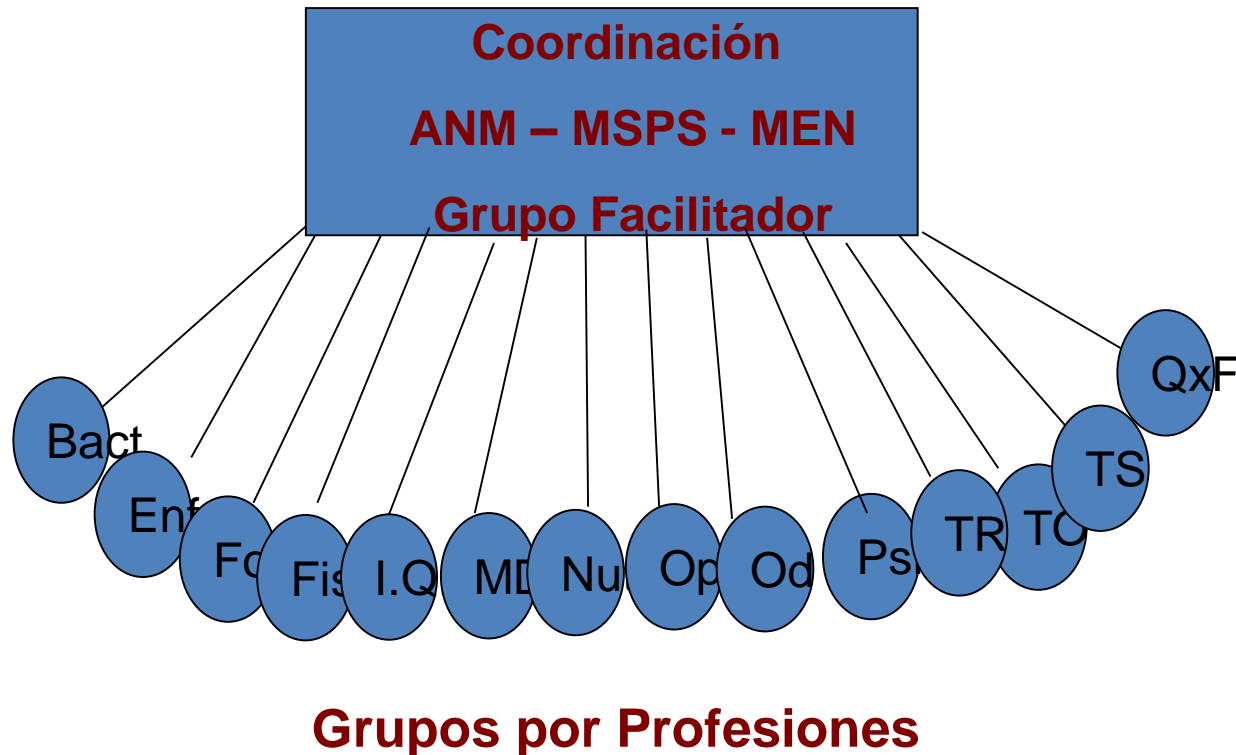 Coordinación
ANM – MSPS - MEN
Grupo Facilitador
Bact
Enf
Fo
Fis
I.Q
MD
Nu
Op
Od
Psi
TR
TO
TS
QxF
Grupos por Profesiones